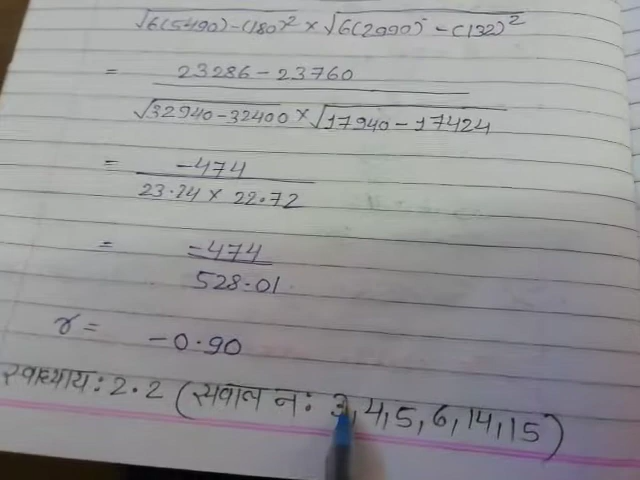 √6(5490)-(180)² × √6(2990) - (132)²
= 23286-23760
√32940-32400 × √17940-17424
= -474
23.24 × 22.72
= -474
528.01
r = -0.90
स्वाध्याय: 2.2 (सवाल नं: 3,4,5,6,14,15)